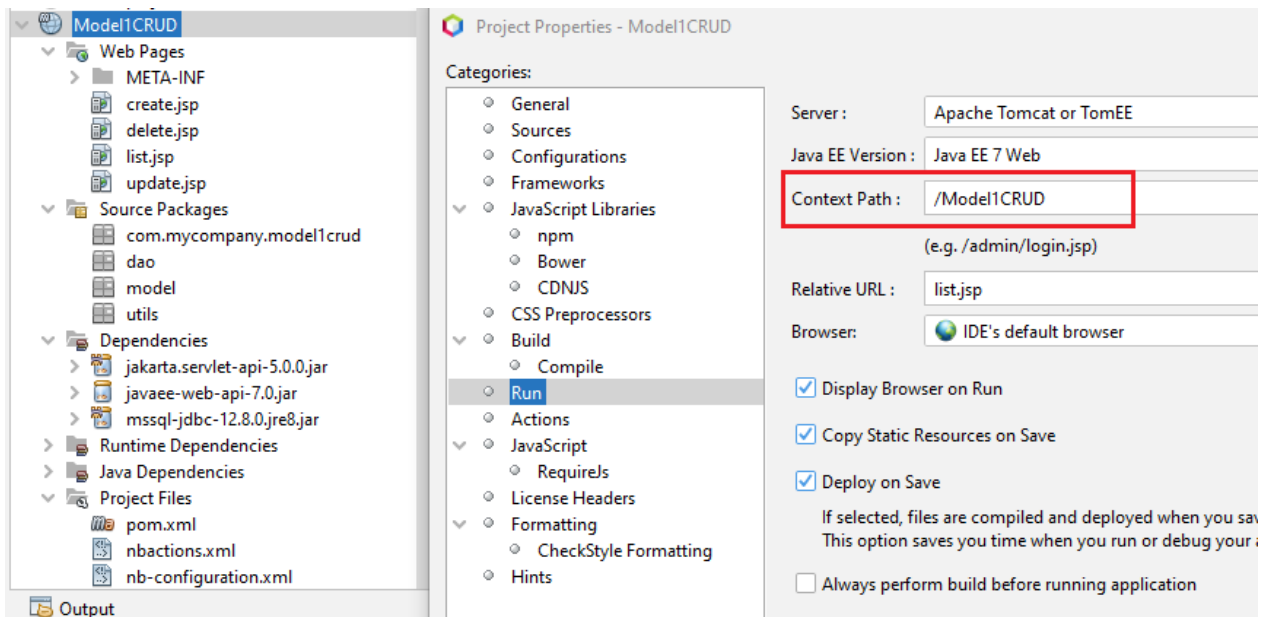 Model1CRUD
Web Pages
META-INF
create.jsp
delete.jsp
list.jsp
update.jsp
Source Packages
com.mycompany.model1crud
dao
model
utils
Dependencies
jakarta.servlet-api-5.0.0.jar
javaee-web-api-7.0.jar
mssql-jdbc-12.8.0.jre8.jar
Runtime Dependencies
Java Dependencies
Project Files
pom.xml
nbactions.xml
nb-configuration.xml
Output
Project Properties - Model1CRUD
Categories:
General
Sources
Configurations
Frameworks
JavaScript Libraries
npm
Bower
CDNJS
CSS Preprocessors
Build
Compile
Run
Actions
JavaScript
RequireJs
License Headers
Formatting
CheckStyle Formatting
Hints
Server : Apache Tomcat or TomEE
Java EE Version : Java EE 7 Web
Context Path : /Model1CRUD
(e.g. /admin/login.jsp)
Relative URL : list.jsp
Browser: IDE's default browser
Display Browser on Run
Copy Static Resources on Save
Deploy on Save
If selected, files are compiled and deployed when you sav
This option saves you time when you run or debug your
Always perform build before running application